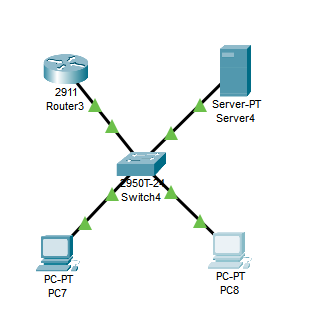 2911
Router3
Server-PT
Server4
2950T-24
Switch4
PC-PT
PC7
PC-PT
PC8